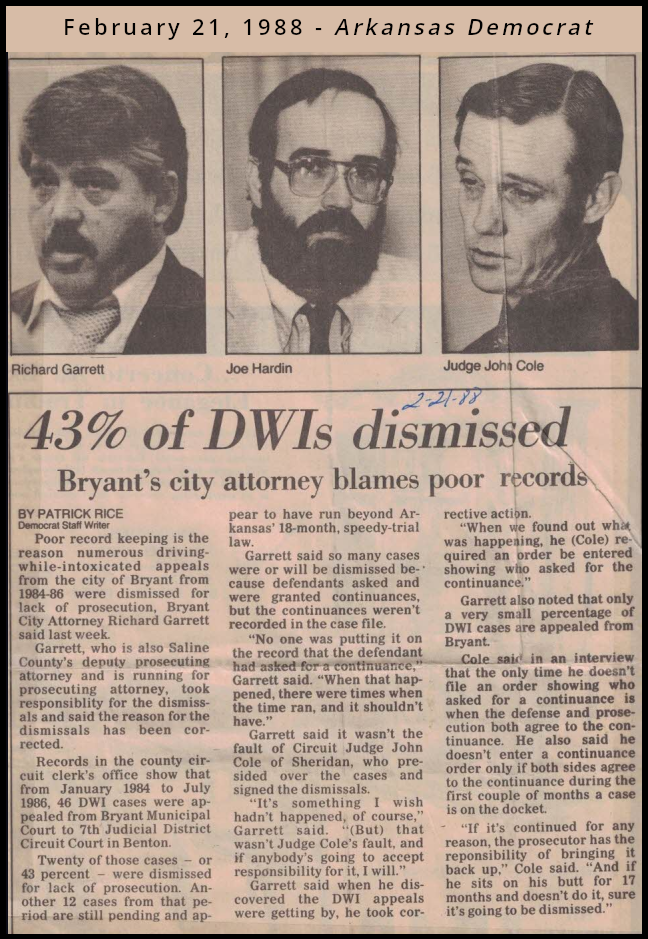 February 21, 1988 - Arkansas Democrat
Richard Garrett
Joe Hardin
Judge John Cole
2-21-88
43% of DWIs dismissed
Bryant's city attorney blames poor records
BY PATRICK RICE
Democrat Staff Writer
Poor record keeping is the
reason numerous driving-
while-intoxicated appeals
from the city of Bryant from
1984-86 were dismissed for
lack of prosecution, Bryant
City Attorney Richard Garrett
said last week.
Garrett, who is also Saline
County's deputy prosecuting
attorney and is running for
prosecuting attorney, took
responsiblity for the dismiss-
als and said the reason for the
dismissals has been cor-
rected.
Records in the county cir-
cuit clerk's office show that
from January 1984 to July
1986, 46 DWI cases were ap-
pealed from Bryant Municipal
Court to 7th Judicial District
Circuit Court in Benton.
Twenty of those cases – or
43 percent – were dismissed
for lack of prosecution. An-
other 12 cases from that pe-
riod are still pending and ap-
pear to have run beyond Ar-
kansas' 18-month, speedy-trial
law.
Garrett said so many cases
were or will be dismissed be-
cause defendants asked and
were granted continuances,
but the continuances weren't
recorded in the case file.
"No one was putting it on
the record that the defendant
had asked for a continuance,"
Garrett said. "When that hap-
pened, there were times when
the time ran, and it shouldn't
have."
Garrett said it wasn't the
fault of Circuit Judge John
Cole of Sheridan, who pre-
sided over the cases and
signed the dismissals.
"It's something I wish
hadn't happened, of course,"
Garrett said. "(But) that
wasn't Judge Cole's fault, and
if anybody's going to accept
responsibility for it, I will."
Garrett said when he dis-
covered the DWI appeals
were getting by, he took cor-
rective action.
"When we found out what
was happening, he (Cole) re-
quired an order be entered
showing who asked for the
continuance."
Garrett also noted that only
a very small percentage of
DWI cases are appealed from
Bryant.
Cole said in an interview
that the only time he doesn't
file an order showing who
asked for a continuance is
when the defense and prose-
cution both agree to the con-
tinuance. He also said he
doesn't enter a continuance
order only if both sides agree
to the continuance during the
first couple of months a case
is on the docket.
"If it's continued for any
reason, the prosecutor has the
reponsibility of bringing it
back up," Cole said. "And if
he sits on his butt for 17
months and doesn't do it, sure
it's going to be dismissed."